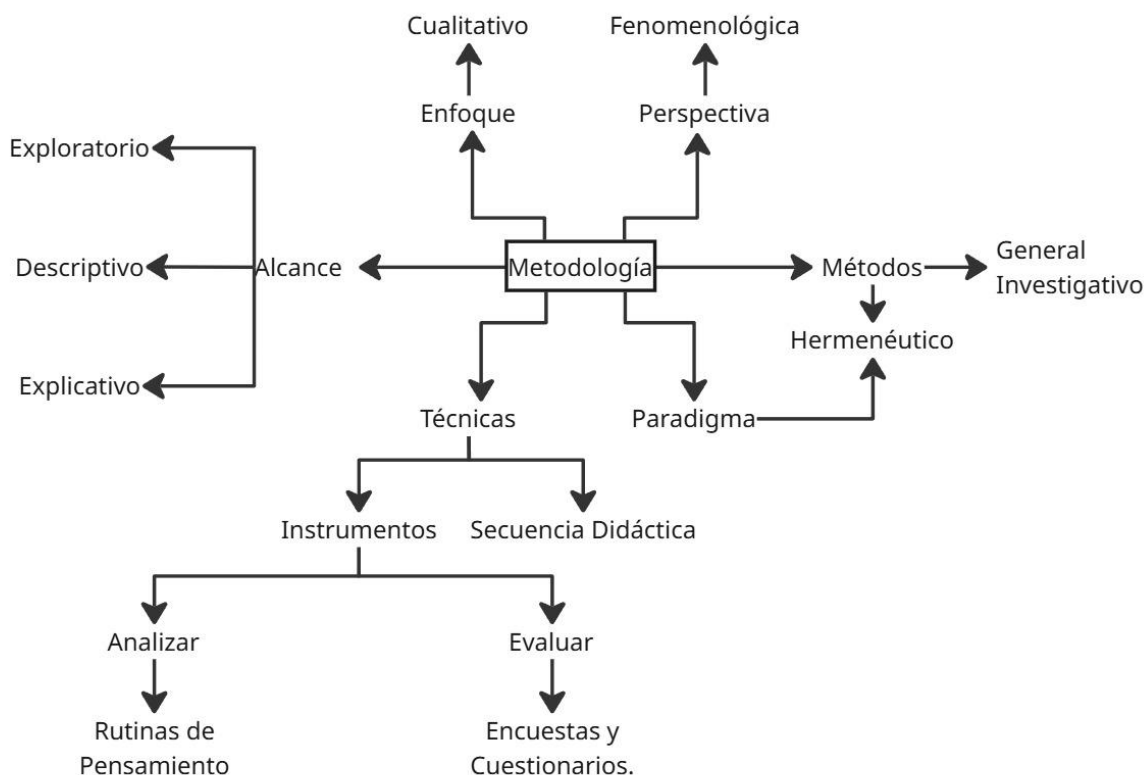 Cualitativo
Fenomenológica
Enfoque
Perspectiva
Exploratorio
Descriptivo
Alcance
Metodología
Métodos
General
Investigativo
Hermenéutico
Explicativo
Técnicas
Paradigma
Instrumentos
Secuencia Didáctica
Analizar
Evaluar
Rutinas de
Pensamiento
Encuestas y
Cuestionarios.